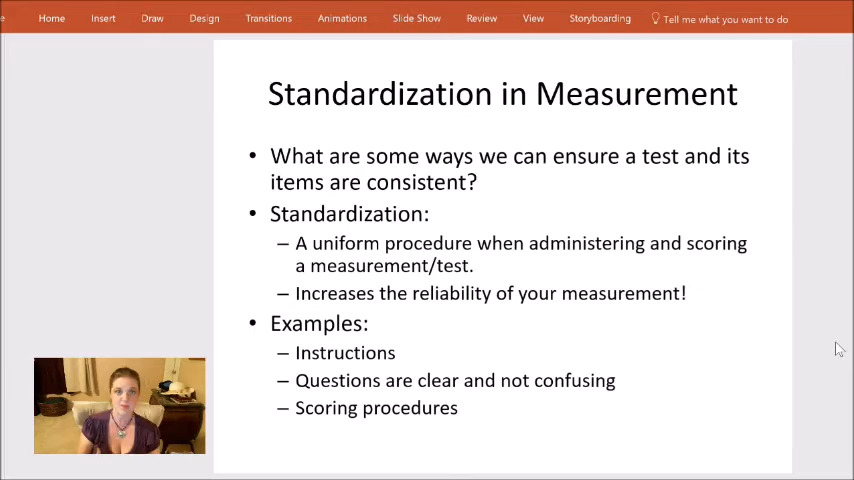 e Home Insert Draw Design Transitions Animations Slide Show Review View Storyboarding Tell me what you want to do
Standardization in Measurement
• What are some ways we can ensure a test and its
items are consistent?
• Standardization:
– A uniform procedure when administering and scoring
a measurement/test.
– Increases the reliability of your measurement!
• Examples:
– Instructions
– Questions are clear and not confusing
– Scoring procedures